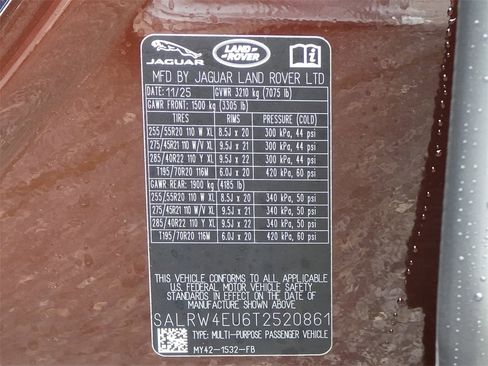 JAGUAR LAND ROVER
MFD BY JAGUAR LAND ROVER LTD
DATE: 11/25 GVWR 3210 kg (7075 lb)
GAWR FRONT: 1500 kg (3305 lb)
TIRES RIMS PRESSURE (COLD)
255/55R20 110 W XL 8.5J x 20 300 kPa, 44 psi
275/45R21 110 W/V XL 9.5J x 21 300 kPa, 44 psi
285/40R22 110 Y XL 9.5J x 22 300 kPa, 44 psi
T195/70R20 116M 6.0J x 20 420 kPa, 60 psi
GAWR REAR: 1900 kg (4185 lb)
255/55R20 110 W XL 8.5J x 20 340 kPa, 50 psi
275/45R21 110 W/V XL 9.5J x 21 340 kPa, 50 psi
285/40R22 110 Y XL 9.5J x 22 340 kPa, 50 psi
T195/70R20 116M 6.0J x 20 420 kPa, 60 psi
THIS VEHICLE CONFORMS TO ALL APPLICABLE
U.S. FEDERAL MOTOR VEHICLE SAFETY
STANDARDS IN EFFECT ON THE DATE OF
MANUFACTURE SHOWN ABOVE
SALRW4EU6T2520861
TYPE: MULTI-PURPOSE PASSENGER VEHICLE
MY42-1532-FB